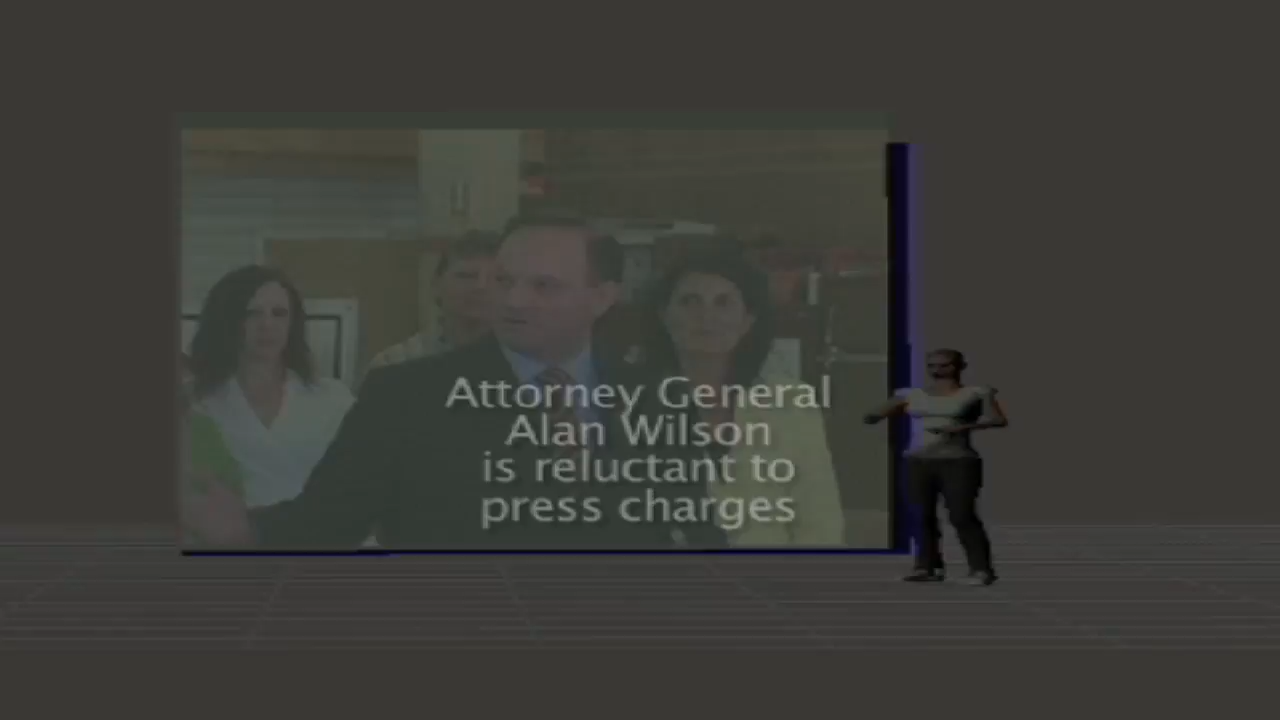 Attorney General
Alan Wilson
is reluctant to
press charges